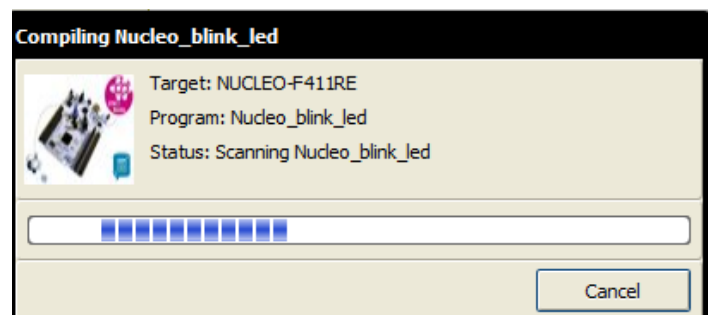 Compiling Nucleo_blink_led
Target: NUCLEO-F411RE
Program: Nucleo_blink_led
Status: Scanning Nucleo_blink_led
Cancel